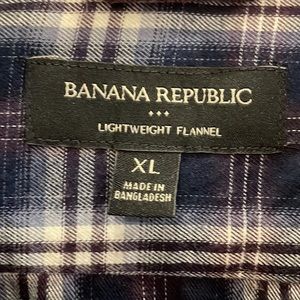 BANANA REPUBLIC
LIGHTWEIGHT FLANNEL
XL
MADE IN
BANGLADESH